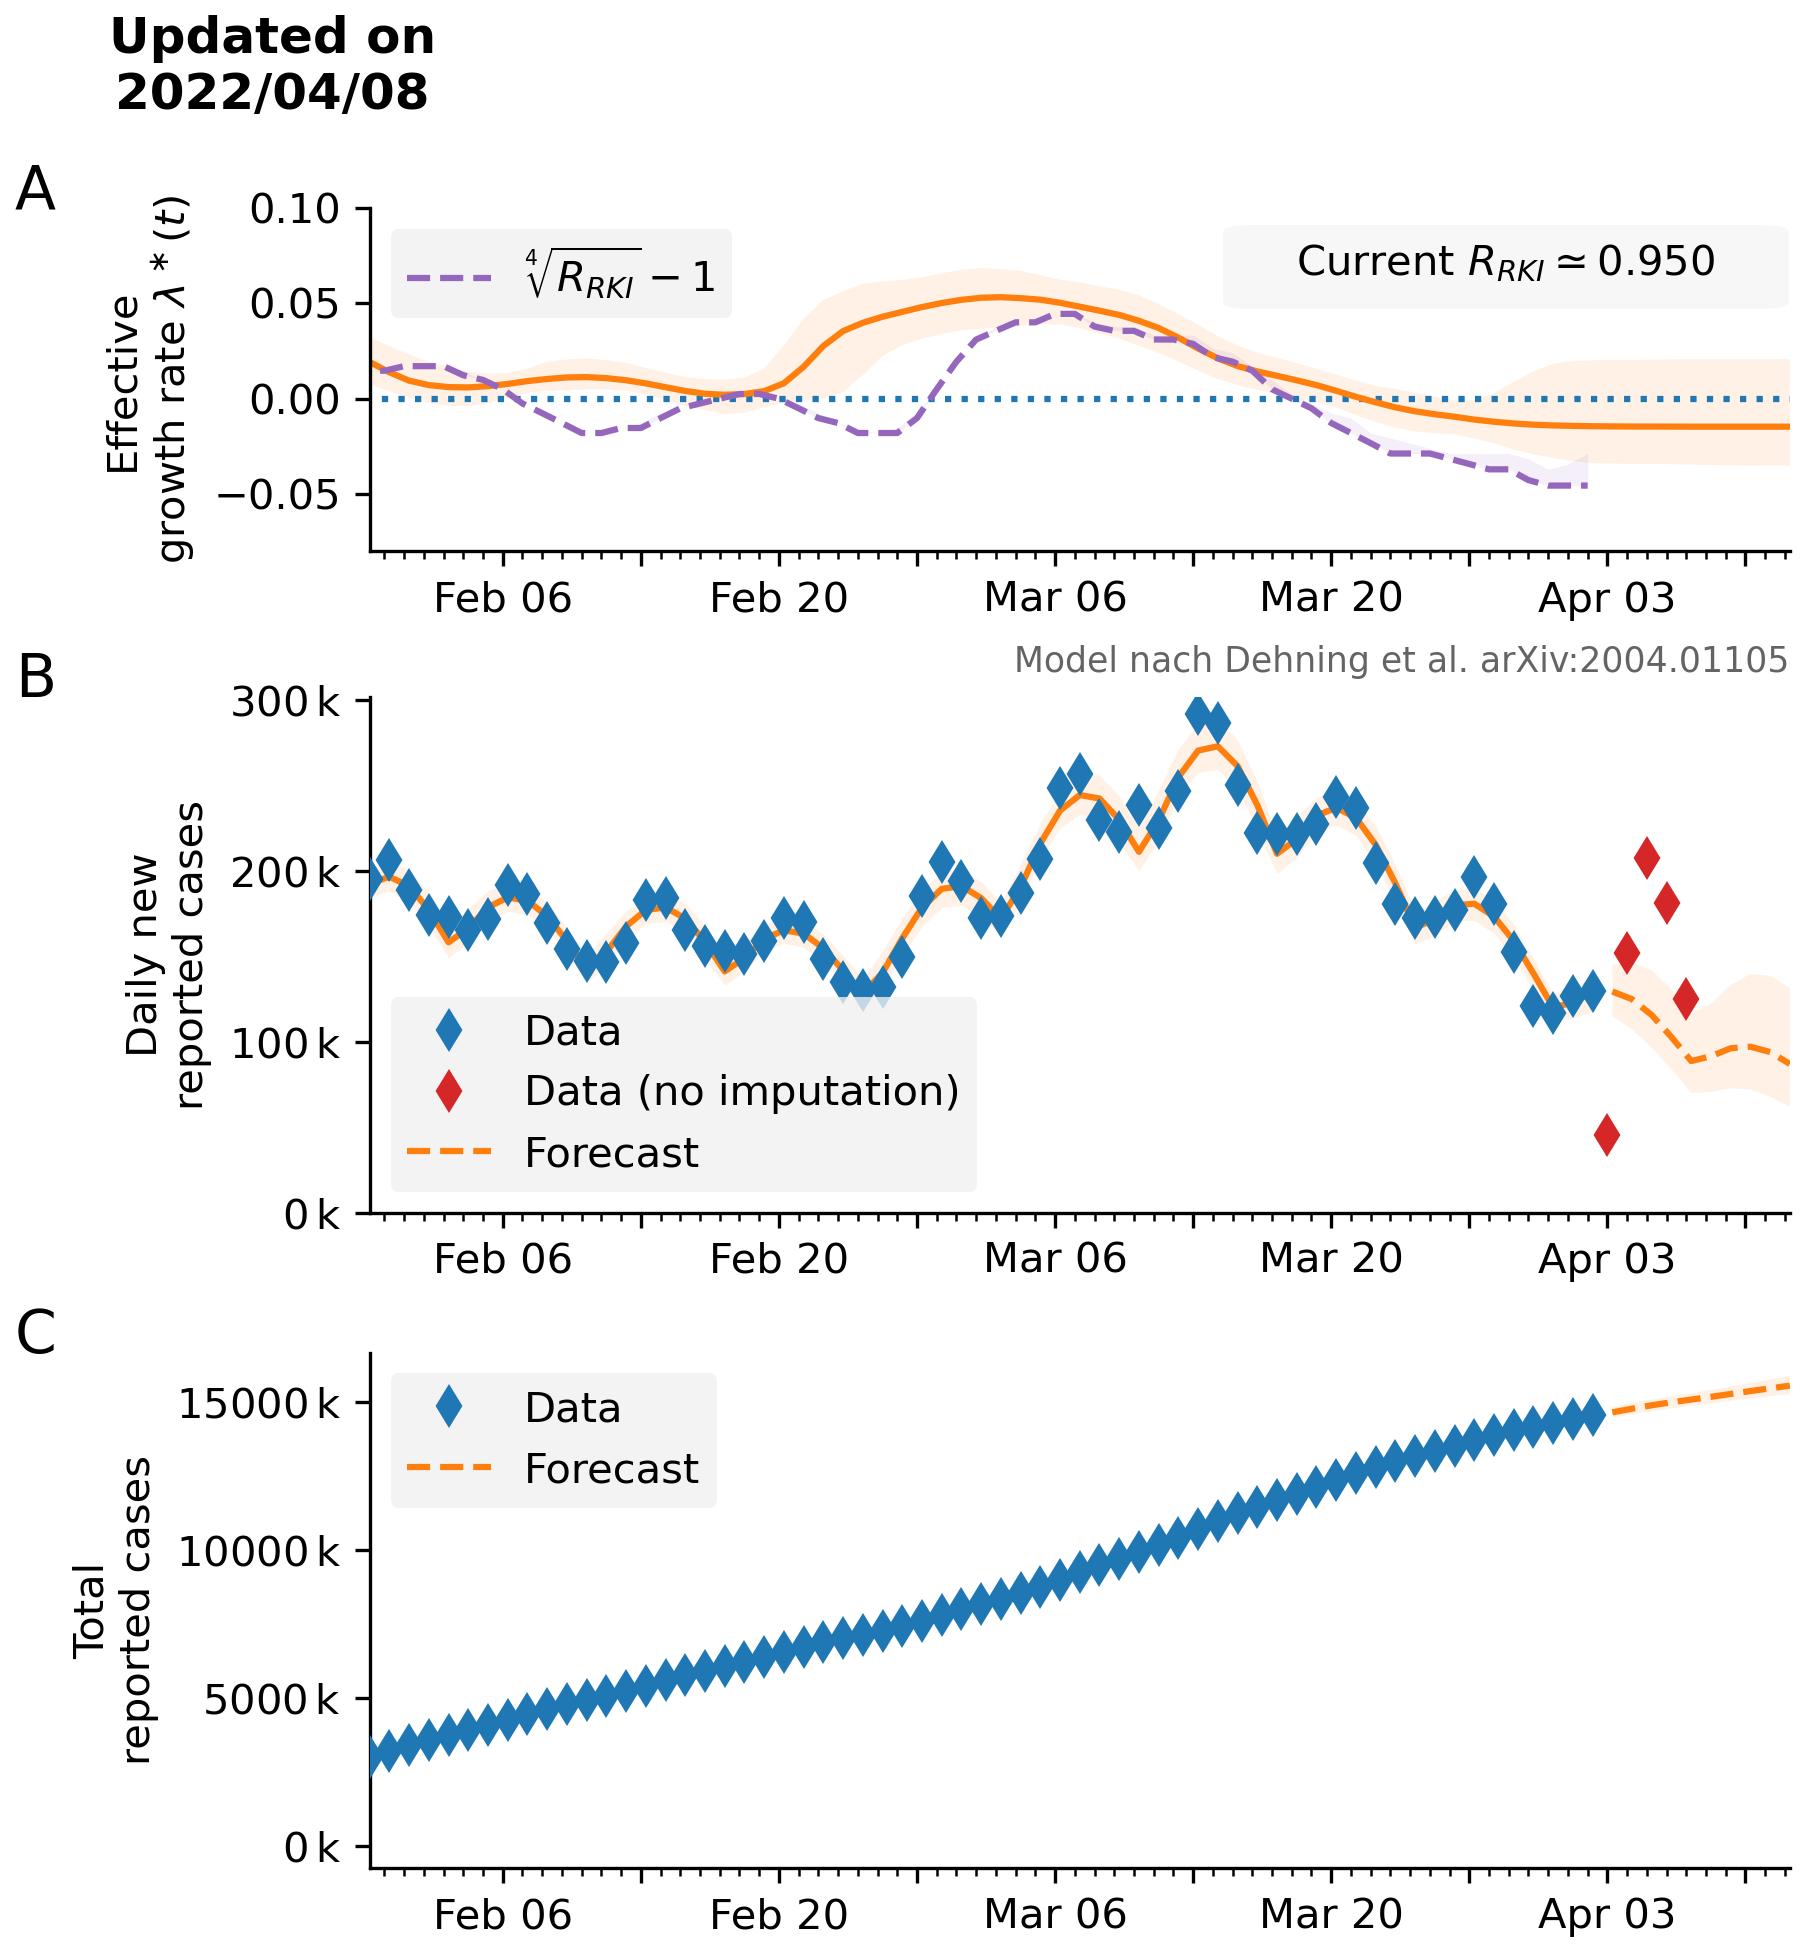 Updated on
2022/04/08
A
Effective
growth rate λ * (t)
0.10
0.05
0.00
−0.05
∜R_RKI − 1
Current R_RKI ≃ 0.950
Feb 06
Feb 20
Mar 06
Mar 20
Apr 03
Model nach Dehning et al. arXiv:2004.01105
B
Daily new
reported cases
300 k
200 k
100 k
0 k
Data
Data (no imputation)
Forecast
Feb 06
Feb 20
Mar 06
Mar 20
Apr 03
C
Total
reported cases
15000 k
10000 k
5000 k
0 k
Data
Forecast
Feb 06
Feb 20
Mar 06
Mar 20
Apr 03